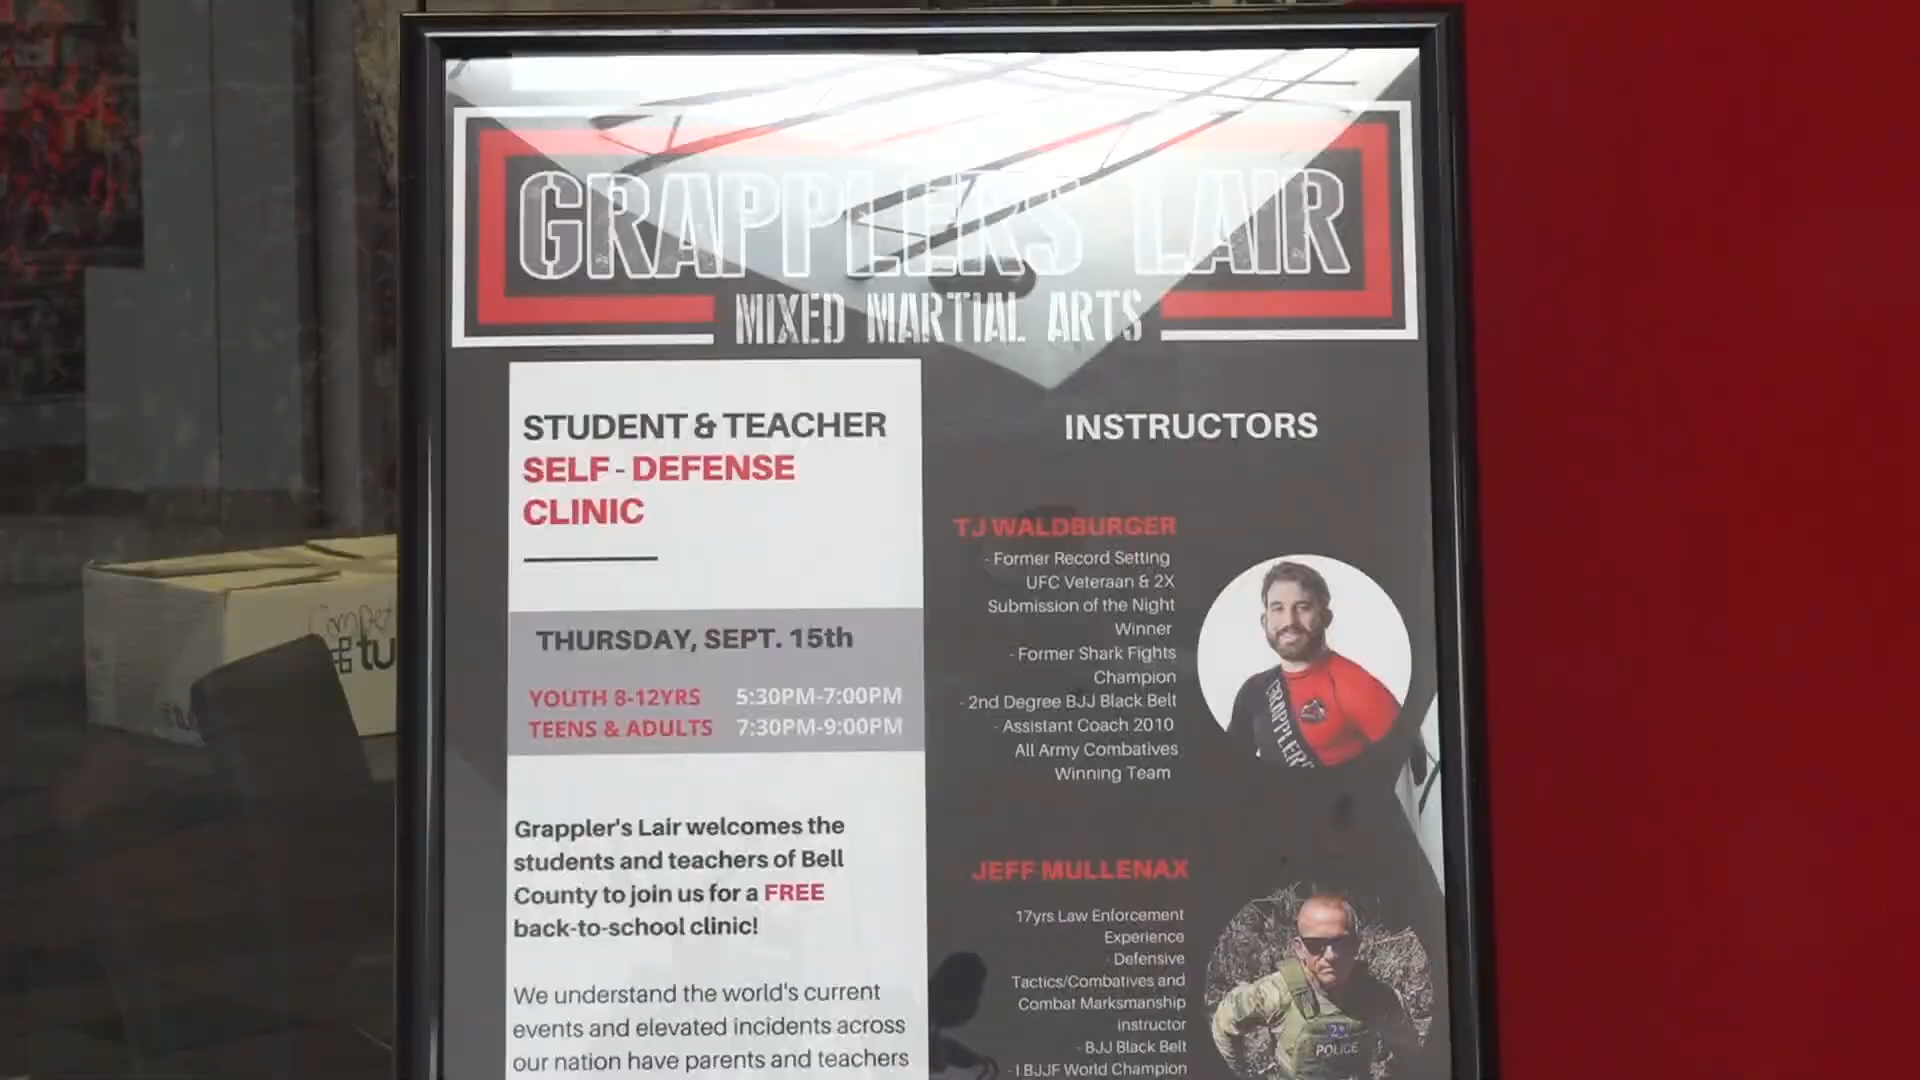 GRAPPLERS LAIR
MIXED MARTIAL ARTS
STUDENT & TEACHER
SELF - DEFENSE
CLINIC
THURSDAY, SEPT. 15th
YOUTH 8-12YRS 5:30PM-7:00PM
TEENS & ADULTS 7:30PM-9:00PM
Grappler's Lair welcomes the
students and teachers of Bell
County to join us for a FREE
back-to-school clinic!
We understand the world's current
events and elevated incidents across
our nation have parents and teachers
INSTRUCTORS
TJ WALDBURGER
- Former Record Setting
UFC Veteraan & 2X
Submission of the Night
Winner
- Former Shark Fights
Champion
- 2nd Degree BJJ Black Belt
- Assistant Coach 2010
All Army Combatives
Winning Team
GRAPPLER
JEFF MULLENAX
17yrs Law Enforcement
Experience
- Defensive
Tactics/Combatives and
Combat Marksmanship
instructor
- BJJ Black Belt
- I BJJF World Champion
POLICE
tu